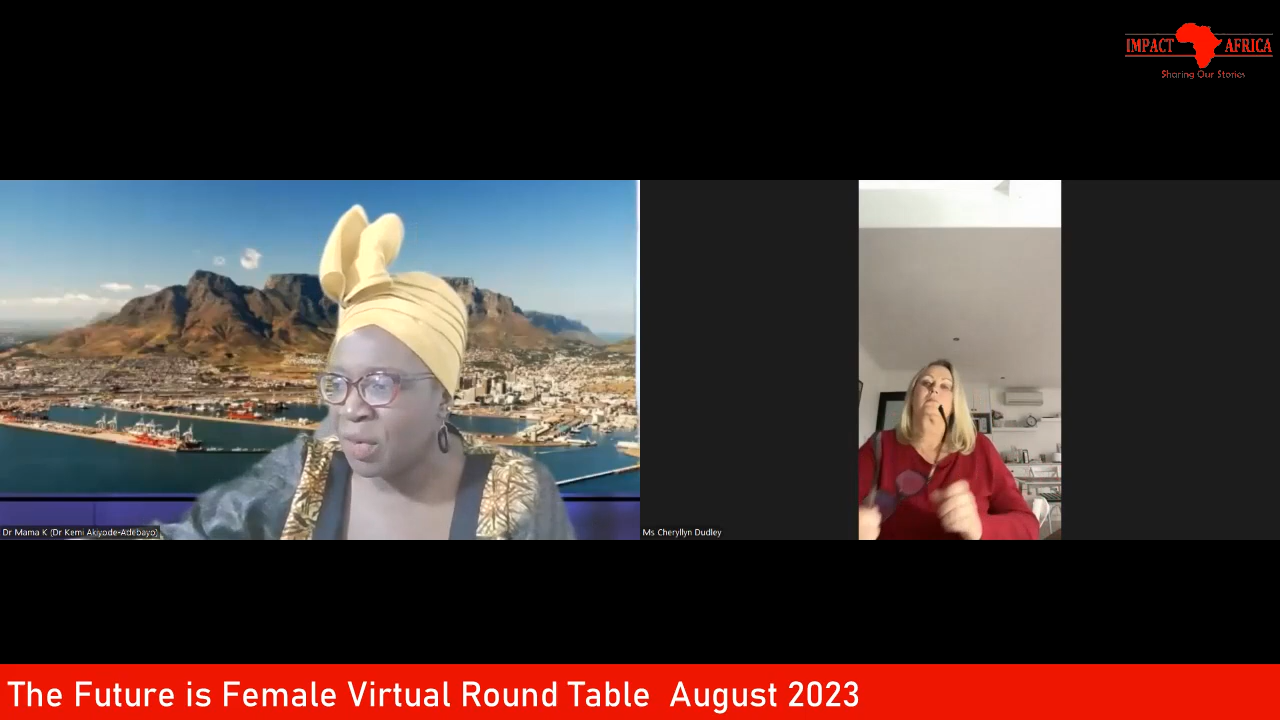 IMPACT AFRICA
Sharing Our Stories
Dr Mama K (Dr Kemi Akiyode-Adebayo)
Ms Cheryllyn Dudley
The Future is Female Virtual Round Table August 2023